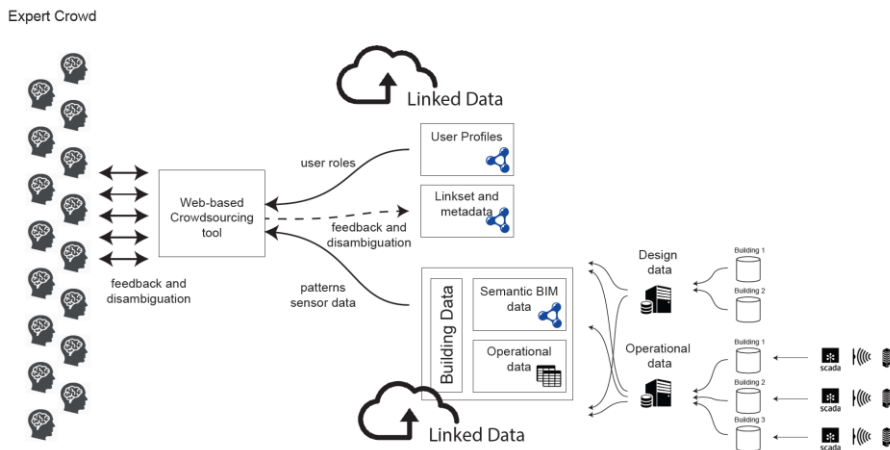 Expert Crowd
Linked Data
User Profiles
user roles
Web-based
Crowdsourcing
tool
Linkset and
metadata
feedback and
disambiguation
feedback and
disambiguation
patterns
sensor data
Building Data
Semantic BIM
data
Operational
data
Linked Data
Design
data
Building 1
Building 2
Operational
data
Building 1
Building 2
Building 3
scada
scada
scada